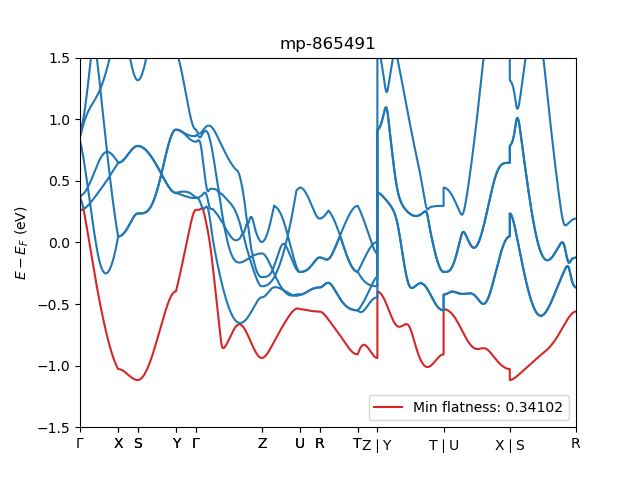 mp-865491
E − E_F (eV)
1.5
1.0
0.5
0.0
−0.5
−1.0
−1.5
Min flatness: 0.34102
Γ X S Y Γ Z U R T Z | Y T | U X | S R